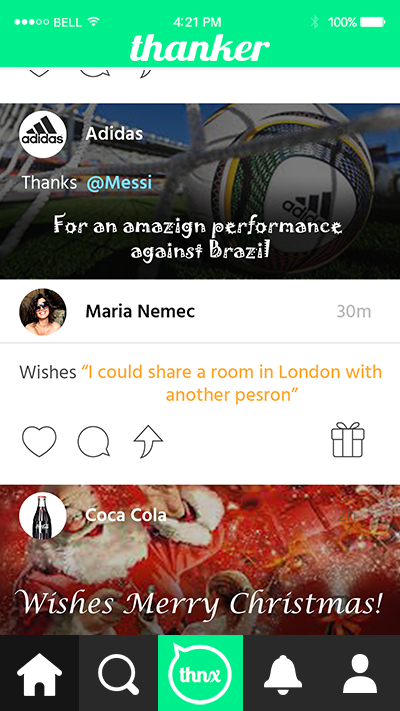 BELL 4:21 PM 100%
thanker
adidas Adidas
Thanks @Messi
adidas
For an amazign performance
against Brazil
Maria Nemec 30m
Wishes “I could share a room in London with
another pesron”
Coca Cola
Wishes Merry Christmas!
thnx